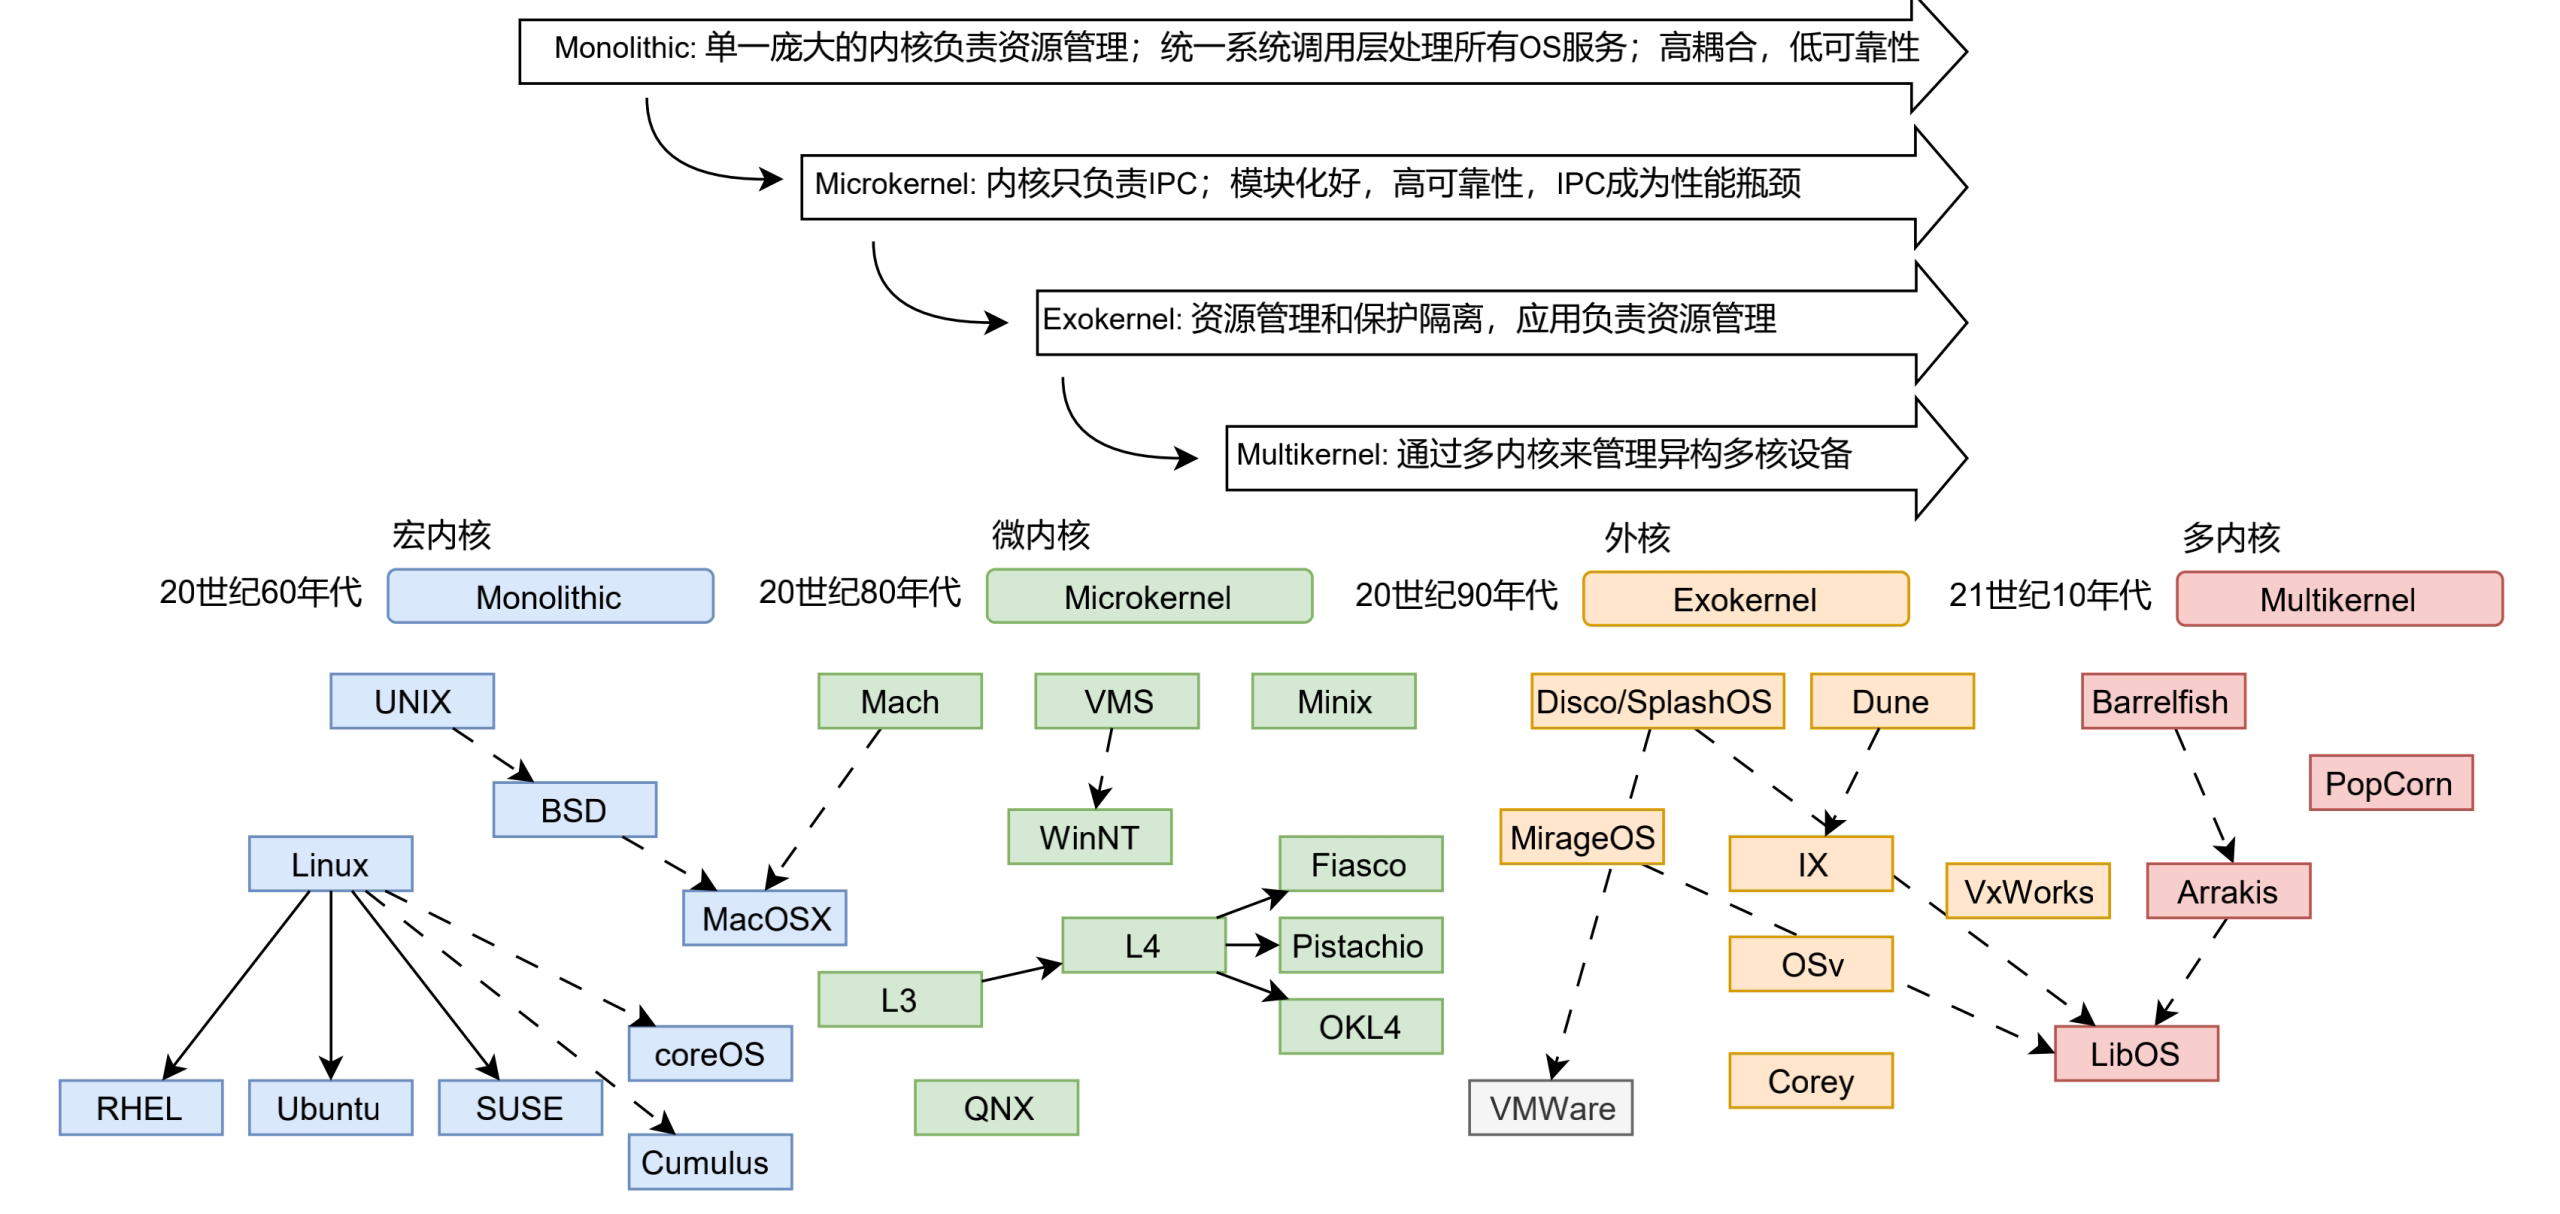 Monolithic: 单一庞大的内核负责资源管理；统一系统调用层处理所有OS服务；高耦合，低可靠性
Microkernel: 内核只负责IPC；模块化好，高可靠性，IPC成为性能瓶颈
Exokernel: 资源管理和保护隔离，应用负责资源管理
Multikernel: 通过多内核来管理异构多核设备
宏内核
微内核
外核
多内核
20世纪60年代
Monolithic
20世纪80年代
Microkernel
20世纪90年代
Exokernel
21世纪10年代
Multikernel
UNIX
BSD
Linux
MacOSX
coreOS
RHEL
Ubuntu
SUSE
Cumulus
Mach
VMS
Minix
WinNT
Fiasco
L4
Pistachio
L3
OKL4
QNX
Disco/SplashOS
Dune
MirageOS
IX
VxWorks
OSv
Corey
VMWare
Barrelfish
PopCorn
Arrakis
LibOS